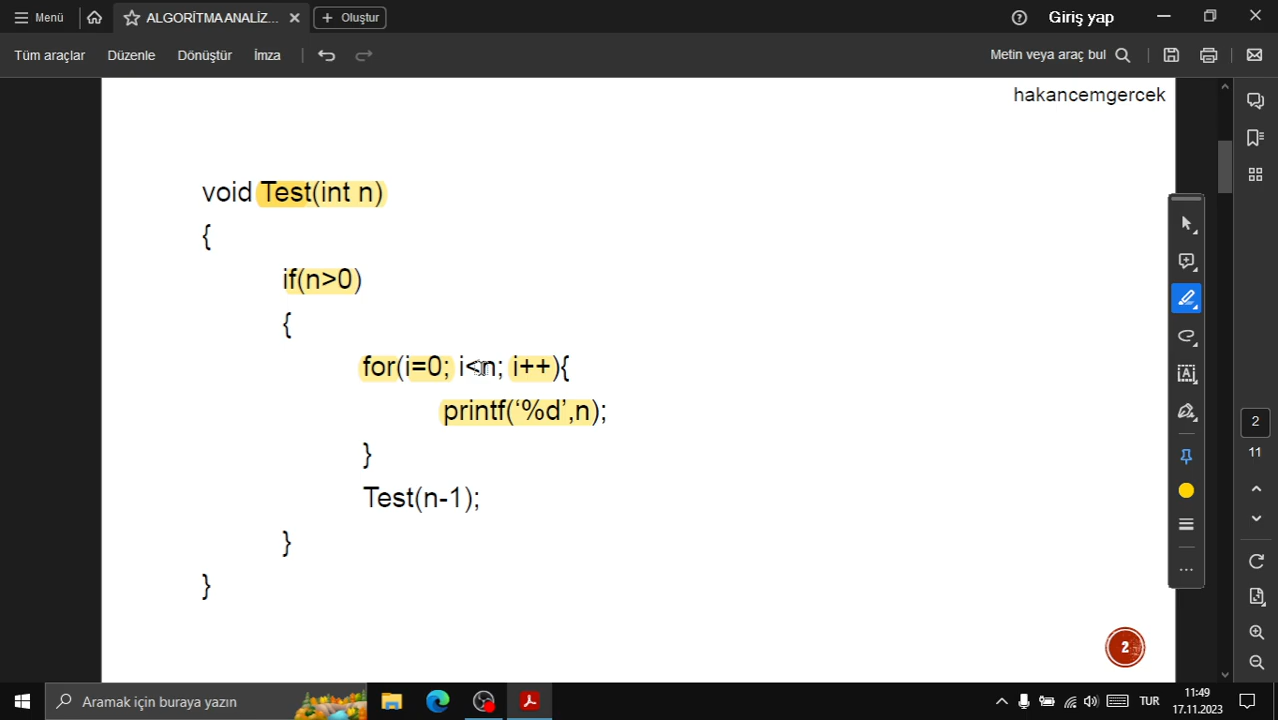 Menü
ALGORİTMA ANALİZ...
Oluştur
Giriş yap
Tüm araçlar Düzenle Dönüştür İmza
Metin veya araç bul
hakancemgercek
void Test(int n)
{
if(n>0)
{
for(i=0; i<n; i++){
printf(‘%d’,n);
}
Test(n-1);
}
}
2
2
11
Aramak için buraya yazın
TUR
11:49
17.11.2023